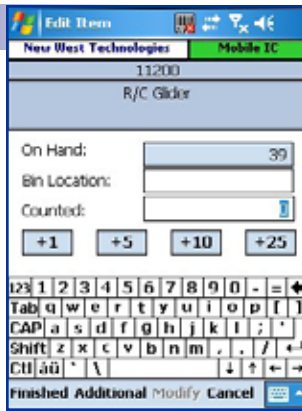 Edit Item
New West Technologies Mobile IC
11200
R/C Glider
On Hand: 39
Bin Location:
Counted: 0
+1 +5 +10 +25
123 1 2 3 4 5 6 7 8 9 0 - = ←
Tab q w e r t y u i o p [ ]
CAP a s d f g h j k l ; '
Shift z x c v b n m , . / ↵
Ctl áü ` \ ↓ ↑ ← →
Finished Additional Modify Cancel